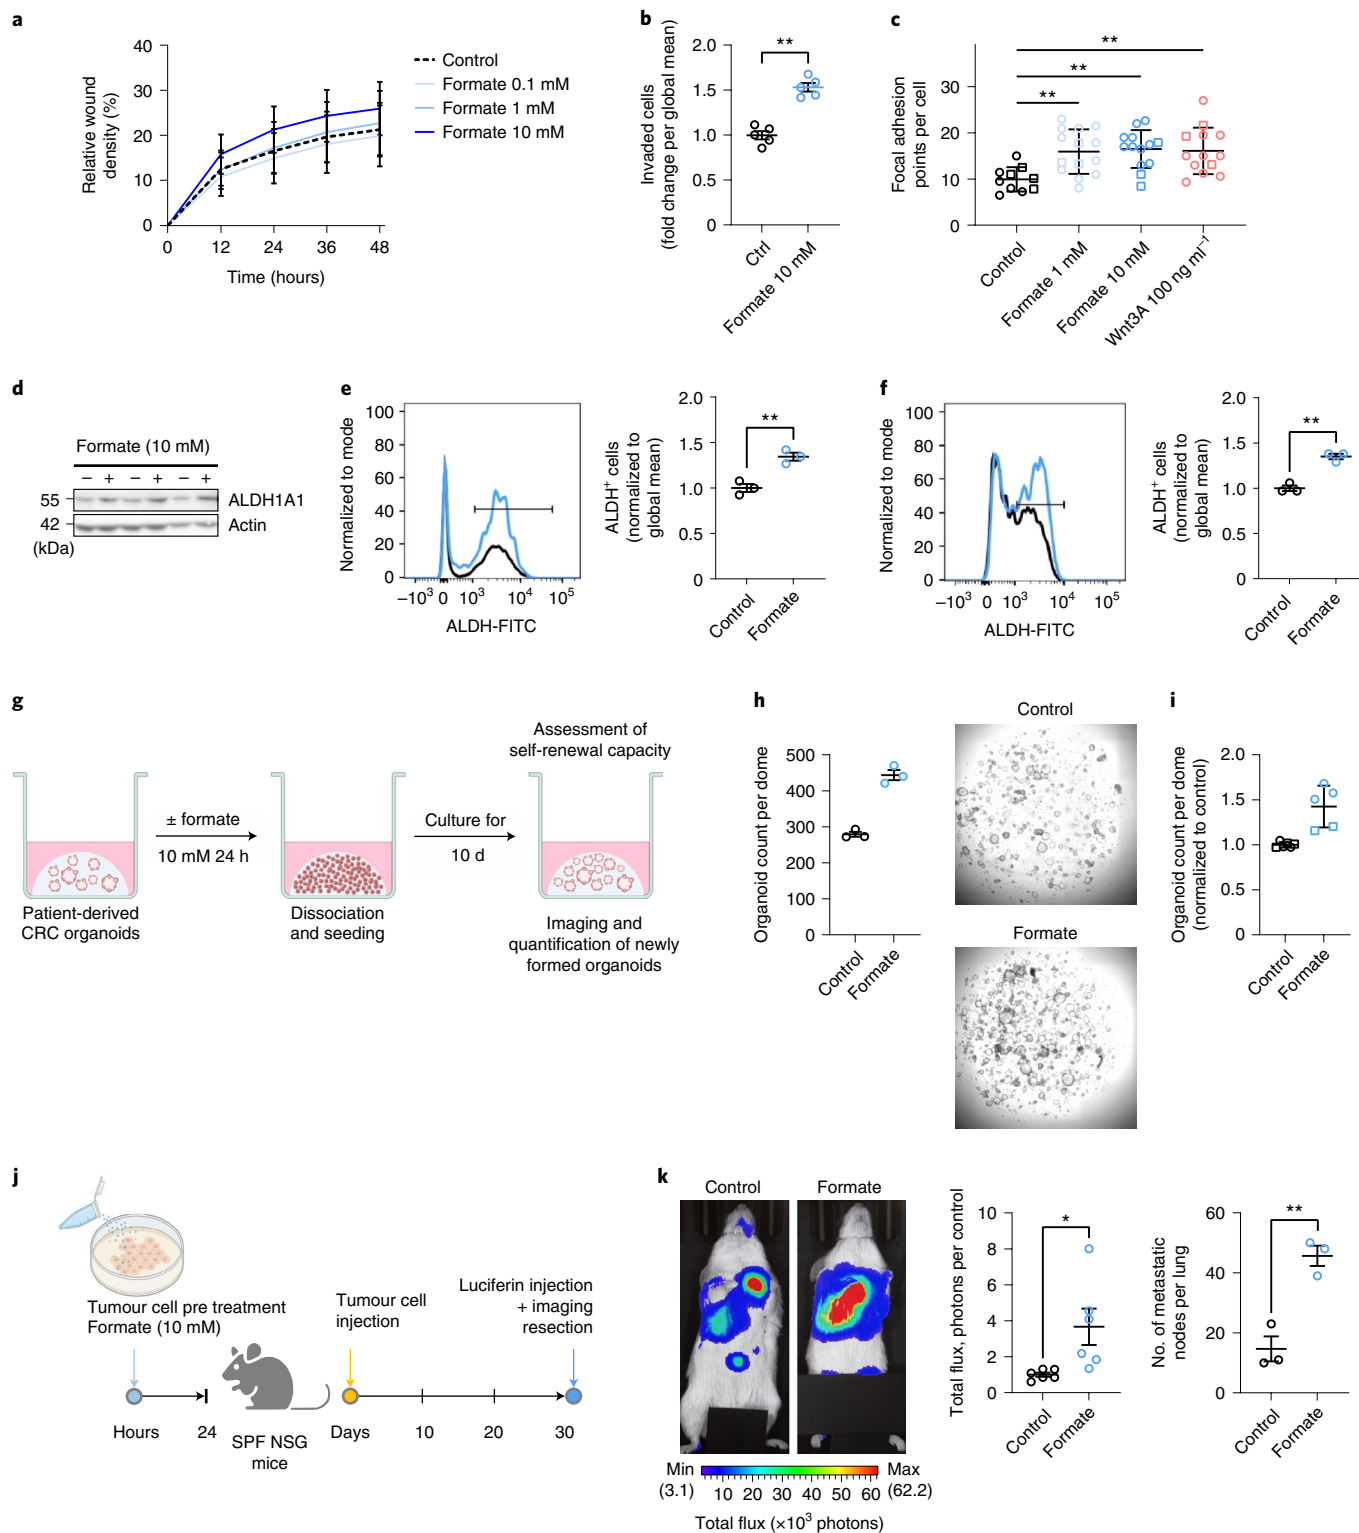 a
Relative wound
density (%)
40
30
20
10
0
0
12
24
36
48
Time (hours)
Control
Formate 0.1 mM
Formate 1 mM
Formate 10 mM
b
Invaded cells
(fold change per global mean)
2.0
1.5
1.0
0.5
0
**
Ctrl
Formate 10 mM
c
Focal adhesion
points per cell
30
20
10
0
**
**
**
Control
Formate 1 mM
Formate 10 mM
Wnt3A 100 ng ml⁻¹
d
Formate (10 mM)
– + – + – +
55
ALDH1A1
42
Actin
(kDa)
e
Normalized to mode
100
80
60
40
20
0
–10³ 0 10³ 10⁴ 10⁵
ALDH-FITC
ALDH⁺ cells
(normalized to
global mean)
2.0
1.5
1.0
0.5
0
**
Control
Formate
f
Normalized to mode
100
80
60
40
20
0
–10³ 0 10³ 10⁴ 10⁵
ALDH-FITC
ALDH⁺ cells
(normalized to
global mean)
2.0
1.5
1.0
0.5
0
**
Control
Formate
g
Assessment of
self-renewal capacity
± formate
10 mM 24 h
Culture for
10 d
Patient-derived
CRC organoids
Dissociation
and seeding
Imaging and
quantification of newly
formed organoids
h
Organoid count per dome
500
400
300
200
100
0
Control
Formate
Control
Formate
i
Organoid count per dome
(normalized to control)
2.0
1.5
1.0
0.5
0
Control
Formate
j
Tumour cell pre treatment
Formate (10 mM)
Tumour cell
injection
Luciferin injection
+ imaging
resection
Hours
24
SPF NSG
mice
Days
10
20
30
k
Control
Formate
Min
(3.1)
10 20 30 40 50 60
Max
(62.2)
Total flux (×10³ photons)
Total flux, photons per control
10
8
6
4
2
0
*
Control
Formate
No. of metastatic
nodes per lung
60
40
20
0
**
Control
Formate